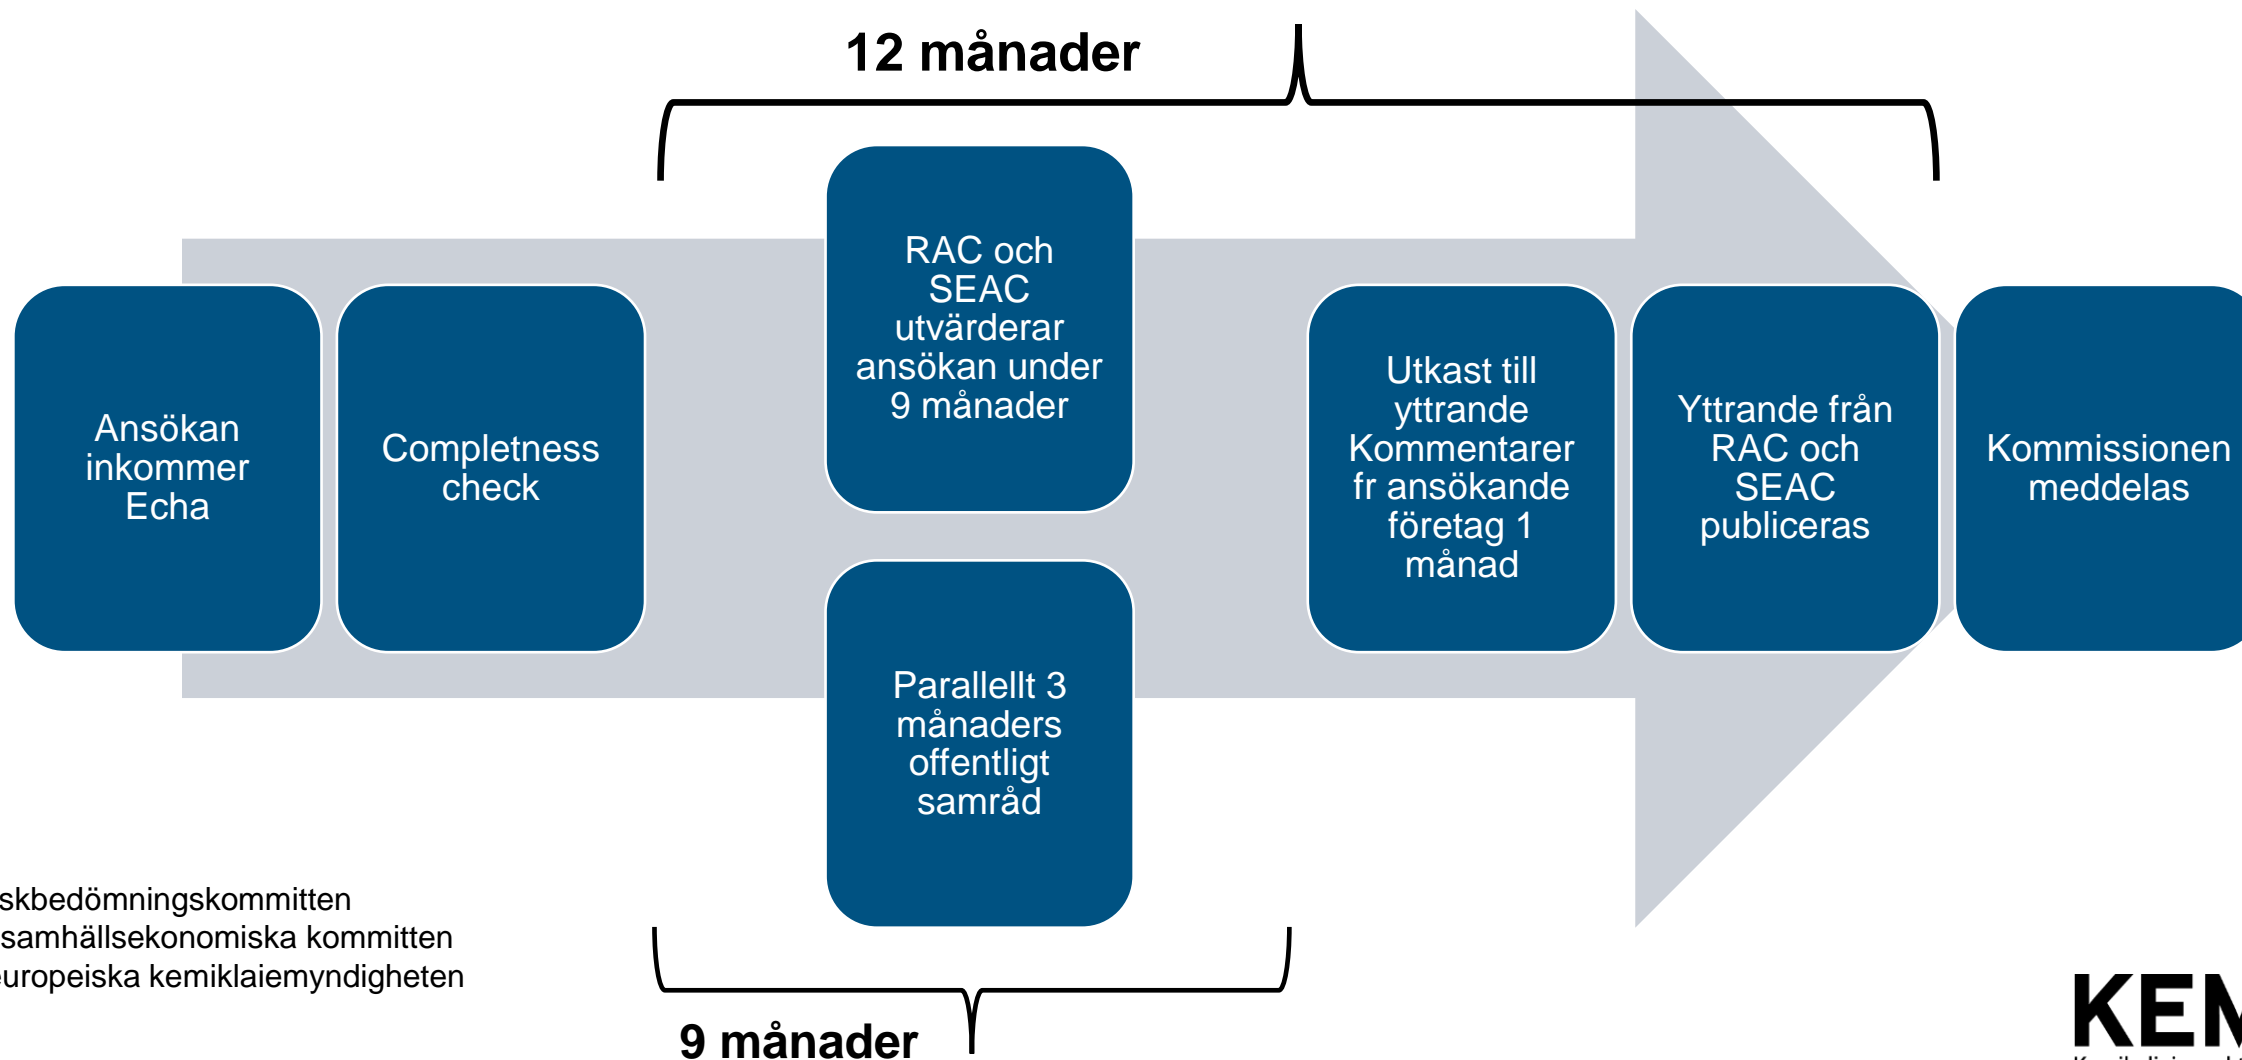 12 månader
Ansökan
inkommer
Echa
Completness
check
RAC och
SEAC
utvärderar
ansökan under
9 månader
Parallellt 3
månaders
offentligt
samråd
Utkast till
yttrande
Kommentarer
fr ansökande
företag 1
månad
Yttrande från
RAC och
SEAC
publiceras
Kommissionen
meddelas
skbedömningskommitten
samhällsekonomiska kommitten
europeiska kemiklaiemyndigheten
9 månader
KEM